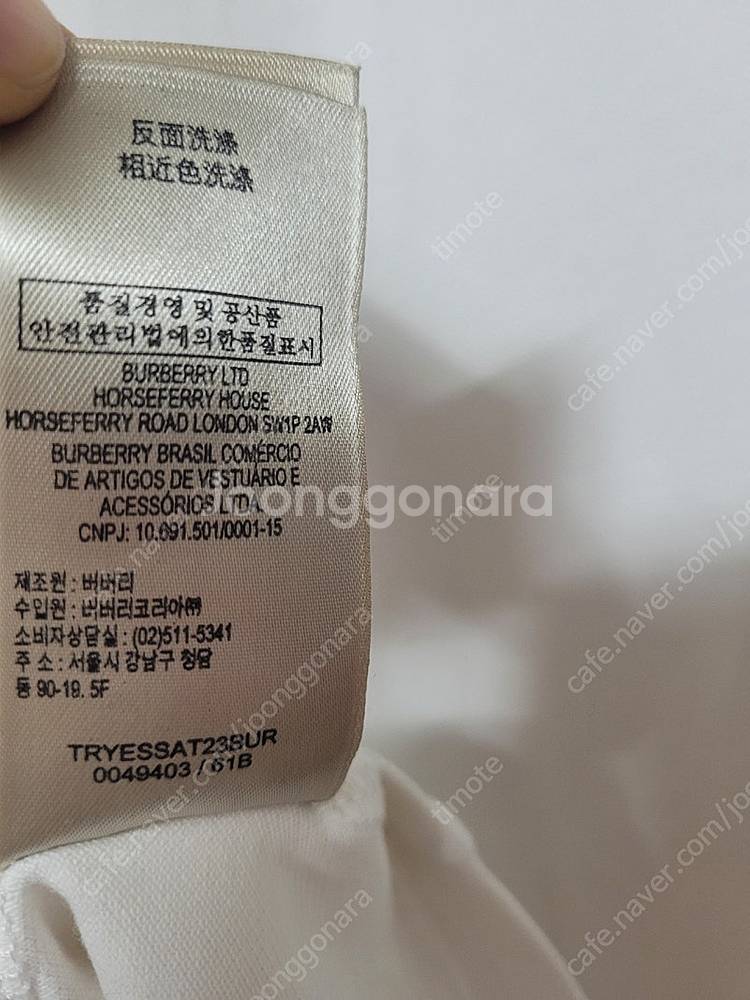 反面洗涤
相近色洗涤
품질경영 및 공산품
안전관리법에의한품질표시
BURBERRY LTD
HORSEFERRY HOUSE
HORSEFERRY ROAD LONDON SW1P 2AW
BURBERRY BRASIL COMÉRCIO
DE ARTIGOS DE VESTUÁRIO E
ACESSÓRIOS LTDA.
CNPJ: 10.691.501/0001-15
제조원 : 버버리
수입원 : 버버리코리아㈜
소비자상담실 : (02)511-5341
주 소 : 서울시 강남구 청담
동 90-19. 5F
TRYESSAT23BUR
0049403 / 61B
joonggonara
timote
cafe.naver.com/joonggonara